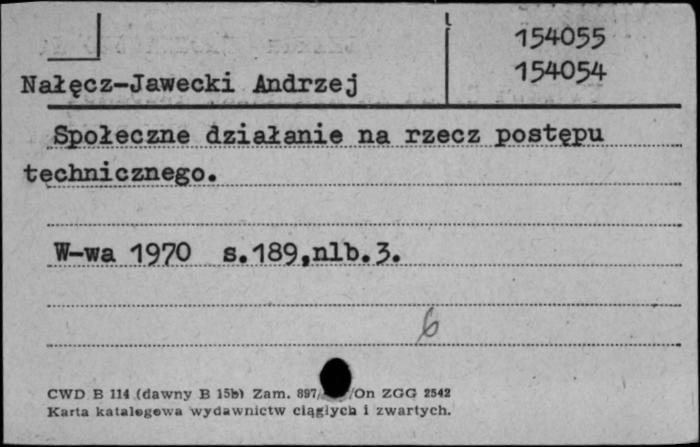 154055
154054
Nałęcz-Jawecki Andrzej
Społeczne działanie na rzecz postępu
technicznego.
W-wa 1970 s.189,nlb.3.
6
CWD B 114 (dawny B 15b) Zam. 897/ /On ZGG 2542
Karta katalogowa wydawnictw ciągłych i zwartych.